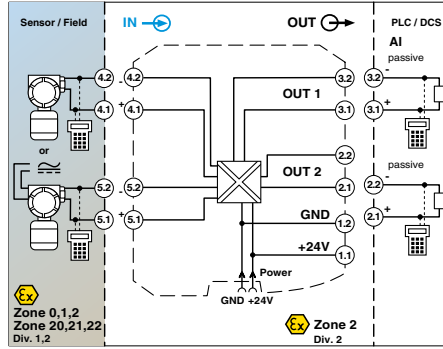 Sensor / Field
IN
OUT
PLC / DCS
AI
passive
4.2 - 4.2
3.2
3.2 -
OUT 1
4.1 + 4.1
3.1
3.1 +
or
2.2
passive
OUT 2
5.2 - 5.2
2.1
2.2 -
GND
5.1 + 5.1
1.2
2.1 +
+24V
1.1
Power
GND +24V
Ex
Zone 0,1,2
Zone 20,21,22
Div. 1,2
Ex
Zone 2
Div. 2